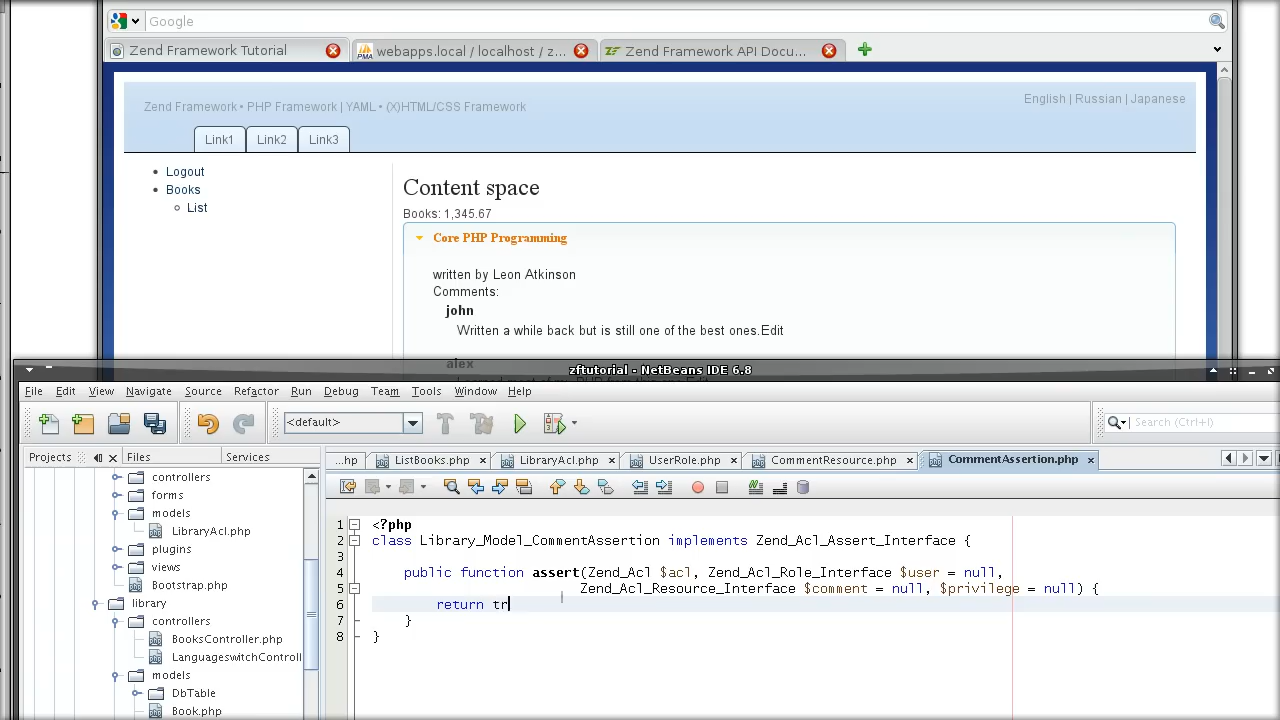 Google
Zend Framework Tutorial
webapps.local / localhost / z...
Zend Framework API Docu...
Zend Framework • PHP Framework | YAML • (X)HTML/CSS Framework
English | Russian | Japanese
Link1
Link2
Link3
Logout
Books
List
Content space
Books: 1,345.67
Core PHP Programming
written by Leon Atkinson
Comments:
john
Written a while back but is still one of the best ones.Edit
alex
zftutorial - NetBeans IDE 6.8
File Edit View Navigate Source Refactor Run Debug Team Tools Window Help
<default>
Search (Ctrl+I)
Projects
Files
Services
...hp
ListBooks.php
LibraryAcl.php
UserRole.php
CommentResource.php
CommentAssertion.php
controllers
forms
models
LibraryAcl.php
plugins
views
Bootstrap.php
library
controllers
BooksController.php
LanguageswitchControll
models
DbTable
Book.php
1 <?php
2 class Library_Model_CommentAssertion implements Zend_Acl_Assert_Interface {
3
4 public function assert(Zend_Acl $acl, Zend_Acl_Role_Interface $user = null,
5 Zend_Acl_Resource_Interface $comment = null, $privilege = null) {
6 return tr
7 }
8 }